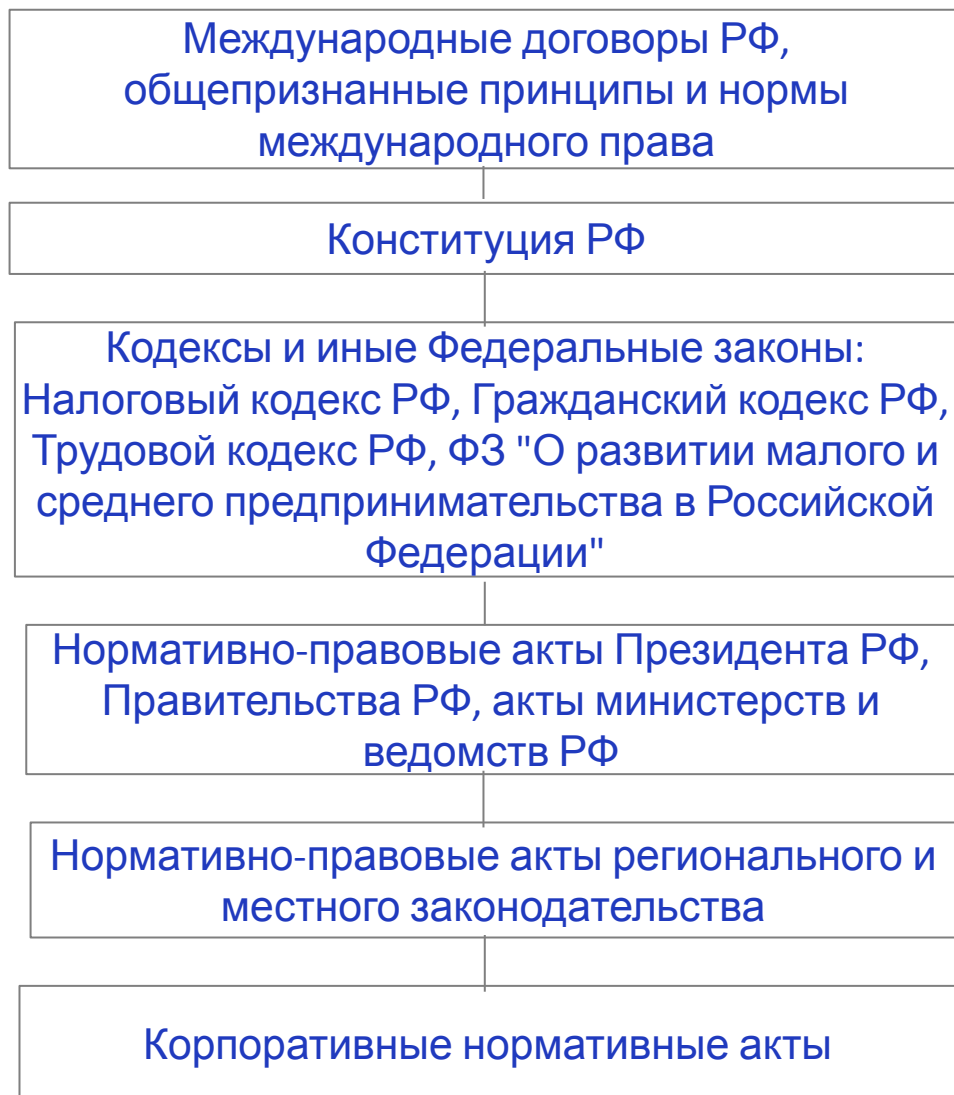 Международные договоры РФ,
общепризнанные принципы и нормы
международного права
Конституция РФ
Кодексы и иные Федеральные законы:
Налоговый кодекс РФ, Гражданский кодекс РФ,
Трудовой кодекс РФ, ФЗ "О развитии малого и
среднего предпринимательства в Российской
Федерации"
Нормативно-правовые акты Президента РФ,
Правительства РФ, акты министерств и
ведомств РФ
Нормативно-правовые акты регионального и
местного законодательства
Корпоративные нормативные акты